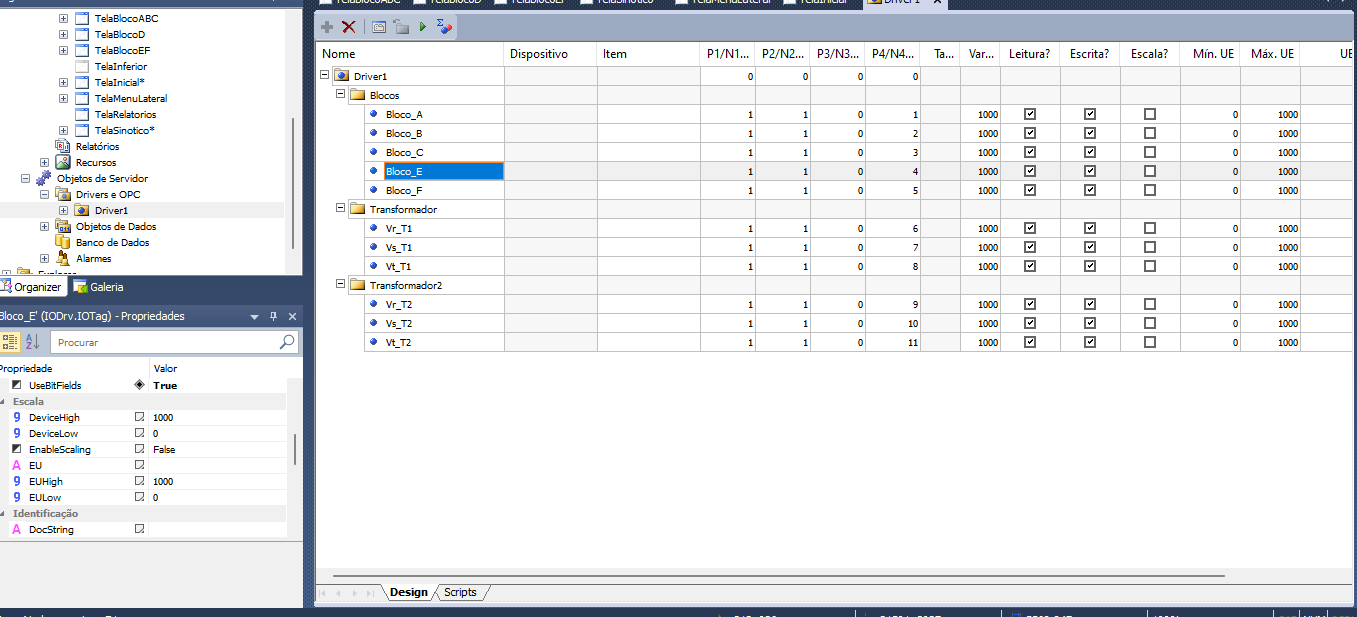 TelaBlocoABC
TelaBlocoD
TelaBlocoEF
TelaInferior
TelaInicial*
TelaMenuLateral
TelaRelatorios
TelaSinotico*
Relatórios
Recursos
Objetos de Servidor
Drivers e OPC
Driver1
Objetos de Dados
Banco de Dados
Alarmes
Organizer Galeria
Bloco_E' (IODrv.IOTag) - Propriedades
Procurar
Propriedade Valor
UseBitFields True
Escala
DeviceHigh 1000
DeviceLow 0
EnableScaling False
EU
EUHigh 1000
EULow 0
Identificação
DocString
TelaBlocoABC TelaBlocoD TelaBlocoEF TelaSinotico TelaMenuLateral TelaInicial Driver1
Nome Dispositivo Item P1/N1... P2/N2... P3/N3... P4/N4... Ta... Var... Leitura? Escrita? Escala? Mín. UE Máx. UE UE
Driver1 0 0 0 0
Blocos
Bloco_A 1 1 0 1 1000 0 1000
Bloco_B 1 1 0 2 1000 0 1000
Bloco_C 1 1 0 3 1000 0 1000
Bloco_E 1 1 0 4 1000 0 1000
Bloco_F 1 1 0 5 1000 0 1000
Transformador
Vr_T1 1 1 0 6 1000 0 1000
Vs_T1 1 1 0 7 1000 0 1000
Vt_T1 1 1 0 8 1000 0 1000
Transformador2
Vr_T2 1 1 0 9 1000 0 1000
Vs_T2 1 1 0 10 1000 0 1000
Vt_T2 1 1 0 11 1000 0 1000
Design Scripts